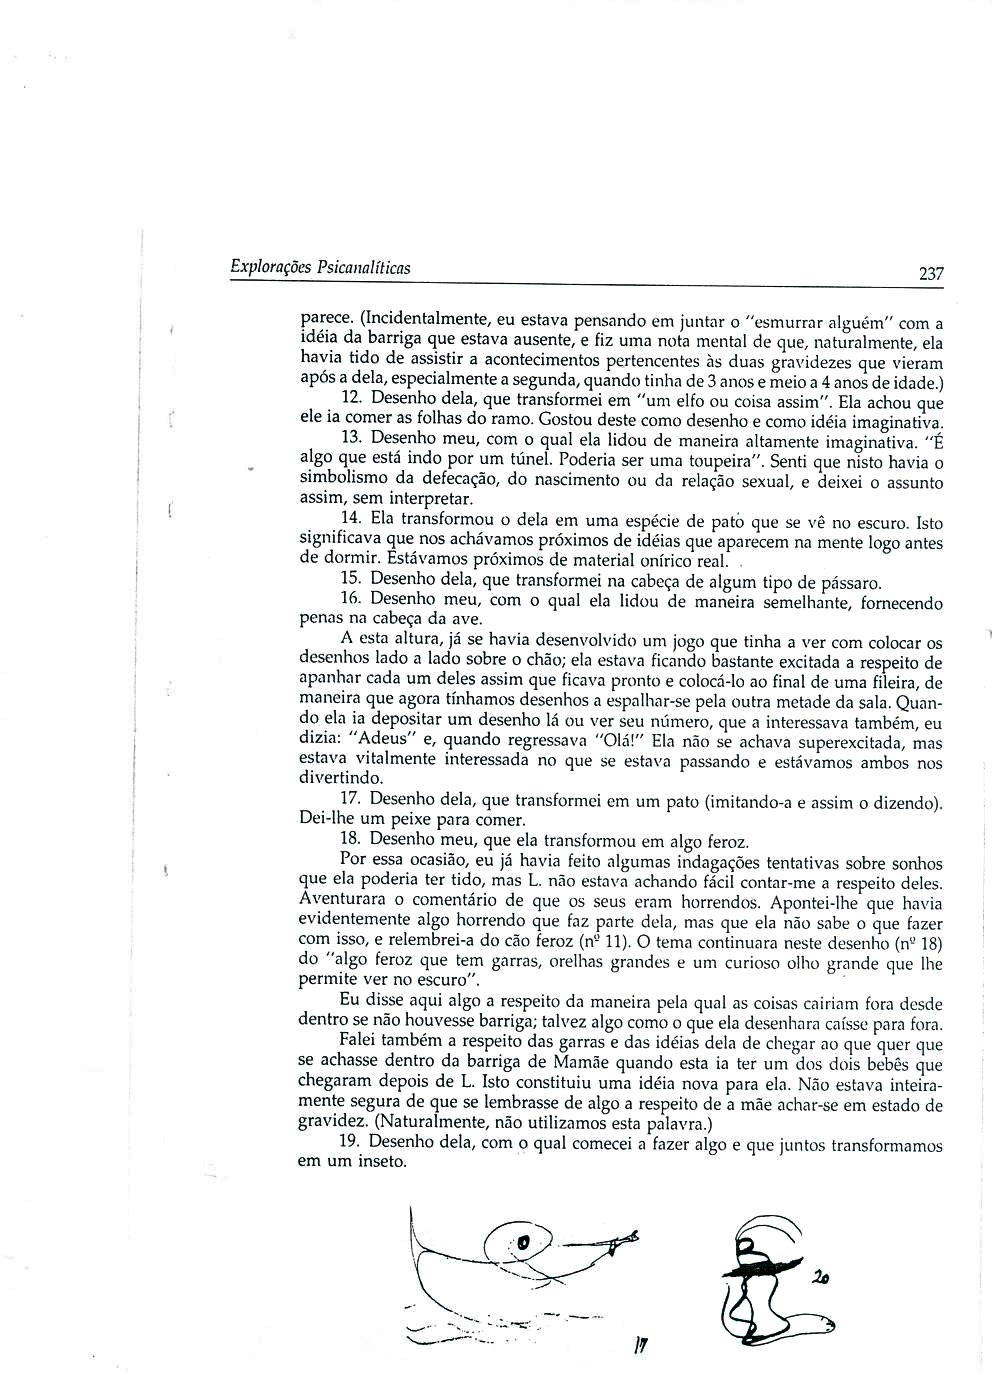 Explorações Psicanalíticas 237
parece. (Incidentalmente, eu estava pensando em juntar o "esmurrar alguém" com a
idéia da barriga que estava ausente, e fiz uma nota mental de que, naturalmente, ela
havia tido de assistir a acontecimentos pertencentes às duas gravidezes que vieram
após a dela, especialmente a segunda, quando tinha de 3 anos e meio a 4 anos de idade.)
12. Desenho dela, que transformei em "um elfo ou coisa assim". Ela achou que
ele ia comer as folhas do ramo. Gostou deste como desenho e como idéia imaginativa.
13. Desenho meu, com o qual ela lidou de maneira altamente imaginativa. "É
algo que está indo por um túnel. Poderia ser uma toupeira". Senti que nisto havia o
simbolismo da defecação, do nascimento ou da relação sexual, e deixei o assunto
assim, sem interpretar.
14. Ela transformou o dela em uma espécie de pato que se vê no escuro. Isto
significava que nos achávamos próximos de idéias que aparecem na mente logo antes
de dormir. Estávamos próximos de material onírico real.
15. Desenho dela, que transformei na cabeça de algum tipo de pássaro.
16. Desenho meu, com o qual ela lidou de maneira semelhante, fornecendo
penas na cabeça da ave.
A esta altura, já se havia desenvolvido um jogo que tinha a ver com colocar os
desenhos lado a lado sobre o chão; ela estava ficando bastante excitada a respeito de
apanhar cada um deles assim que ficava pronto e colocá-lo ao final de uma fileira, de
maneira que agora tínhamos desenhos a espalhar-se pela outra metade da sala. Quan-
do ela ia depositar um desenho lá ou ver seu número, que a interessava também, eu
dizia: "Adeus" e, quando regressava "Olá!" Ela não se achava superexcitada, mas
estava vitalmente interessada no que se estava passando e estávamos ambos nos
divertindo.
17. Desenho dela, que transformei em um pato (imitando-a e assim o dizendo).
Dei-lhe um peixe para comer.
18. Desenho meu, que ela transformou em algo feroz.
Por essa ocasião, eu já havia feito algumas indagações tentativas sobre sonhos
que ela poderia ter tido, mas L. não estava achando fácil contar-me a respeito deles.
Aventurara o comentário de que os seus eram horrendos. Apontei-lhe que havia
evidentemente algo horrendo que faz parte dela, mas que ela não sabe o que fazer
com isso, e relembrei-a do cão feroz (nº 11). O tema continuara neste desenho (nº 18)
do "algo feroz que tem garras, orelhas grandes e um curioso olho grande que lhe
permite ver no escuro".
Eu disse aqui algo a respeito da maneira pela qual as coisas cairiam fora desde
dentro se não houvesse barriga; talvez algo como o que ela desenhara caísse para fora.
Falei também a respeito das garras e das idéias dela de chegar ao que quer que
se achasse dentro da barriga de Mamãe quando esta ia ter um dos dois bebês que
chegaram depois de L. Isto constituiu uma idéia nova para ela. Não estava inteira-
mente segura de que se lembrasse de algo a respeito de a mãe achar-se em estado de
gravidez. (Naturalmente, não utilizamos esta palavra.)
19. Desenho dela, com o qual comecei a fazer algo e que juntos transformamos
em um inseto.
17
20